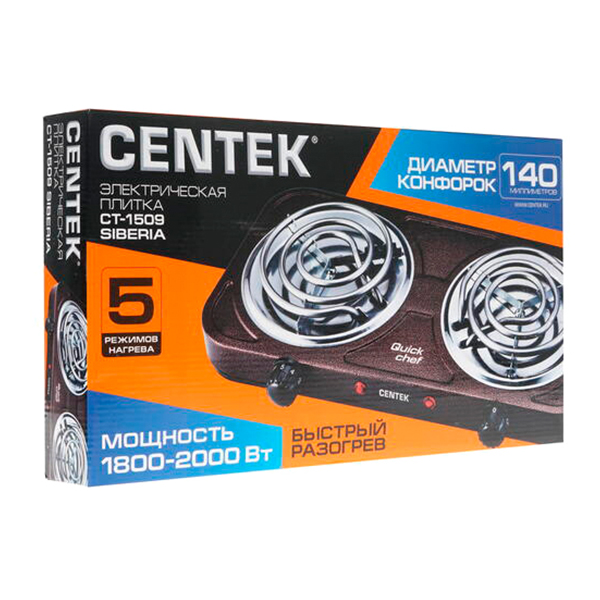 CENTEK®
ЭЛЕКТРИЧЕСКАЯ
ПЛИТКА
CT-1509
SIBERIA
ДИАМЕТР
КОНФОРОК
140
МИЛЛИМЕТРОВ
WWW.CENTEK.RU
5
РЕЖИМОВ
НАГРЕВА
Quick
chef
CENTEK
МОЩНОСТЬ
1800-2000 Вт
БЫСТРЫЙ
РАЗОГРЕВ
CENTEK
ЭЛЕКТРИЧЕСКАЯ
ПЛИТКА
CT-1509 SIBERIA